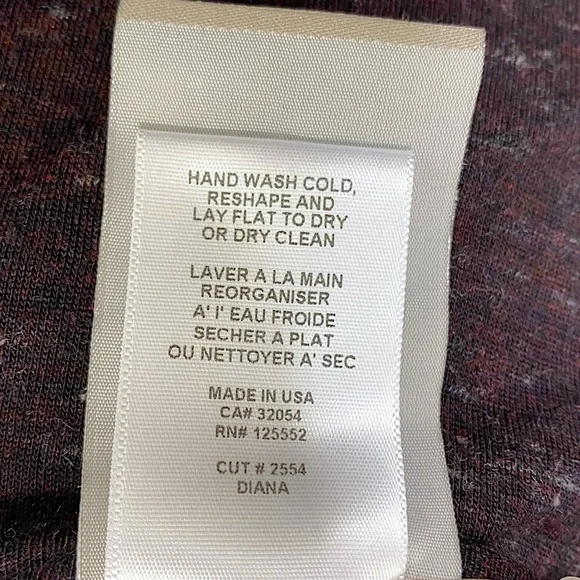 HAND WASH COLD,
RESHAPE AND
LAY FLAT TO DRY
OR DRY CLEAN
LAVER A LA MAIN
REORGANISER
A' I' EAU FROIDE
SECHER A PLAT
OU NETTOYER A' SEC
MADE IN USA
CA# 32054
RN# 125552
CUT # 2554
DIANA